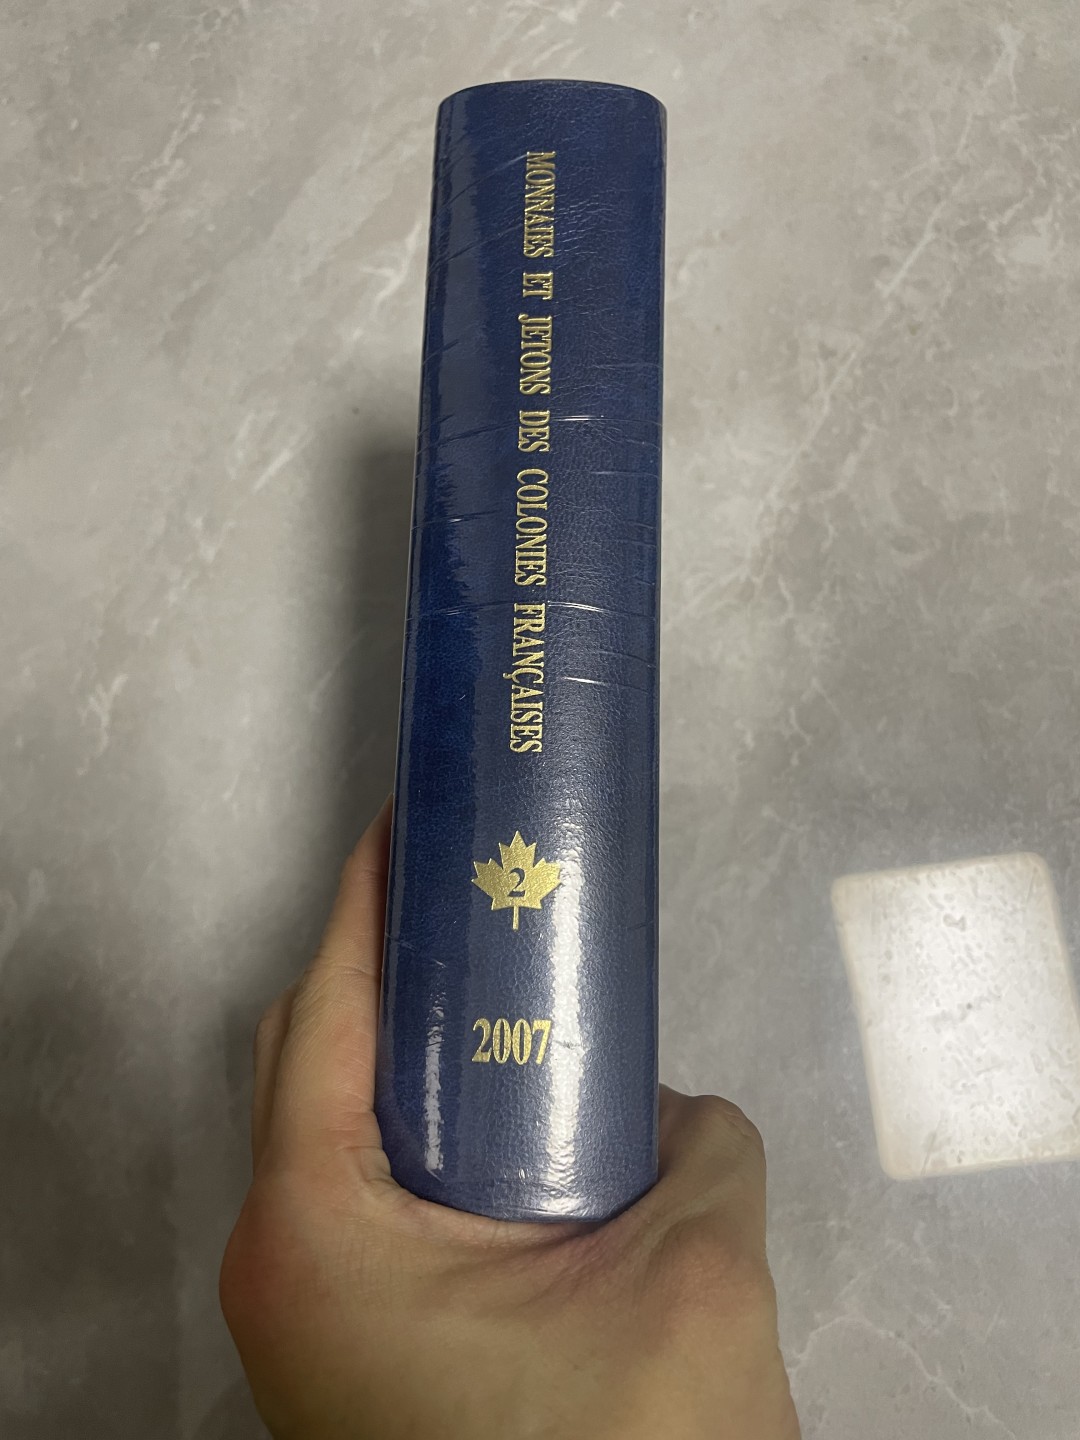 MONNAIES ET JETONS DES COLONIES FRANÇAISES
2
2007